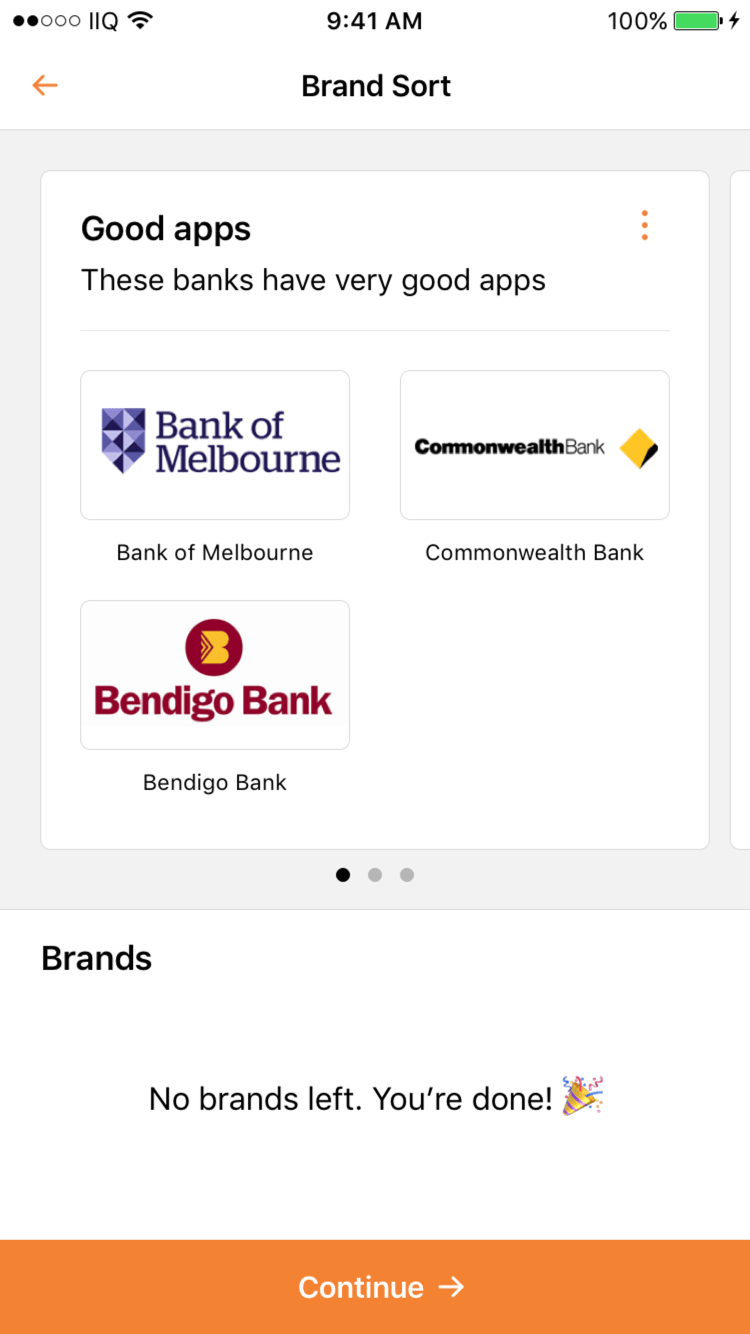 IIQ 9:41 AM 100%
Brand Sort
Good apps
These banks have very good apps
Bank of
Melbourne
CommonwealthBank
Bank of Melbourne
Commonwealth Bank
Bendigo Bank
Bendigo Bank
Brands
No brands left. You’re done! 🎉
Continue →